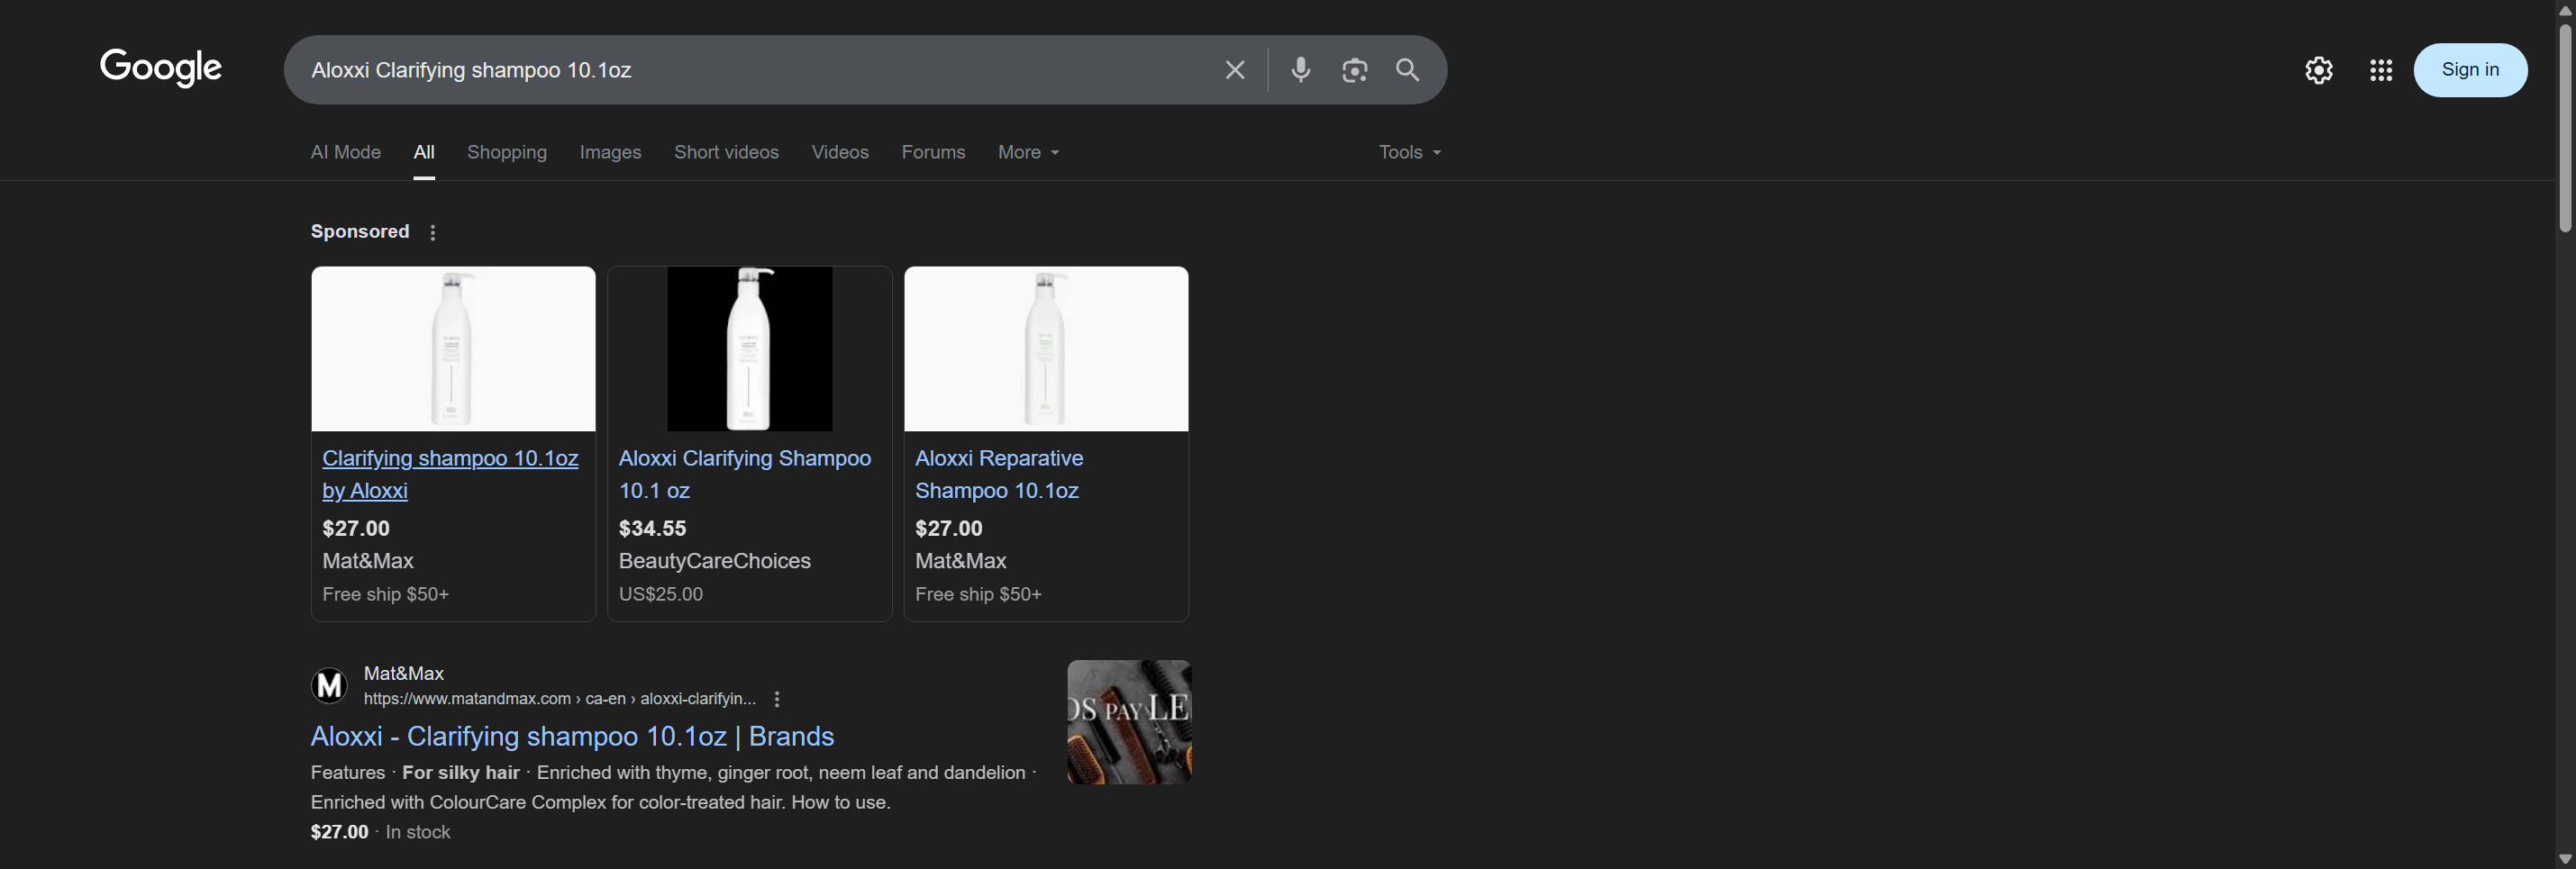 Google
Aloxxi Clarifying shampoo 10.1oz
Sign in
AI Mode All Shopping Images Short videos Videos Forums More Tools
Sponsored
Clarifying shampoo 10.1oz
by Aloxxi
$27.00
Mat&Max
Free ship $50+
Aloxxi Clarifying Shampoo
10.1 oz
$34.55
BeautyCareChoices
US$25.00
Aloxxi Reparative
Shampoo 10.1oz
$27.00
Mat&Max
Free ship $50+
M
Mat&Max
https://www.matandmax.com › ca-en › aloxxi-clarifyin...
Aloxxi - Clarifying shampoo 10.1oz | Brands
Features · For silky hair · Enriched with thyme, ginger root, neem leaf and dandelion ·
Enriched with ColourCare Complex for color-treated hair. How to use.
$27.00 · In stock
OS PAY LE